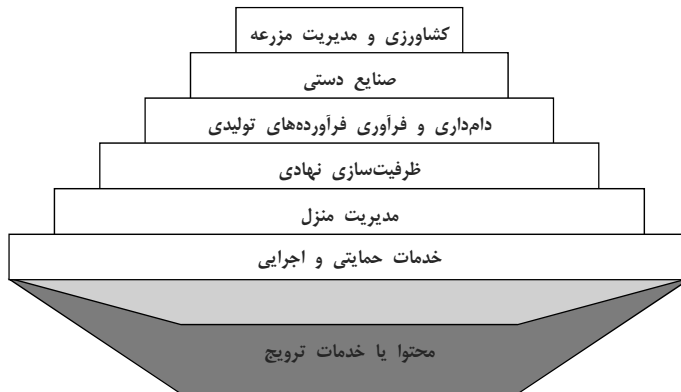 کشاورزی و مدیریت مزرعه
صنایع دستی
دام‌داری و فرآوری فرآورده‌های تولیدی
ظرفیت‌سازی نهادی
مدیریت منزل
خدمات حمایتی و اجرایی
محتوا یا خدمات ترویج